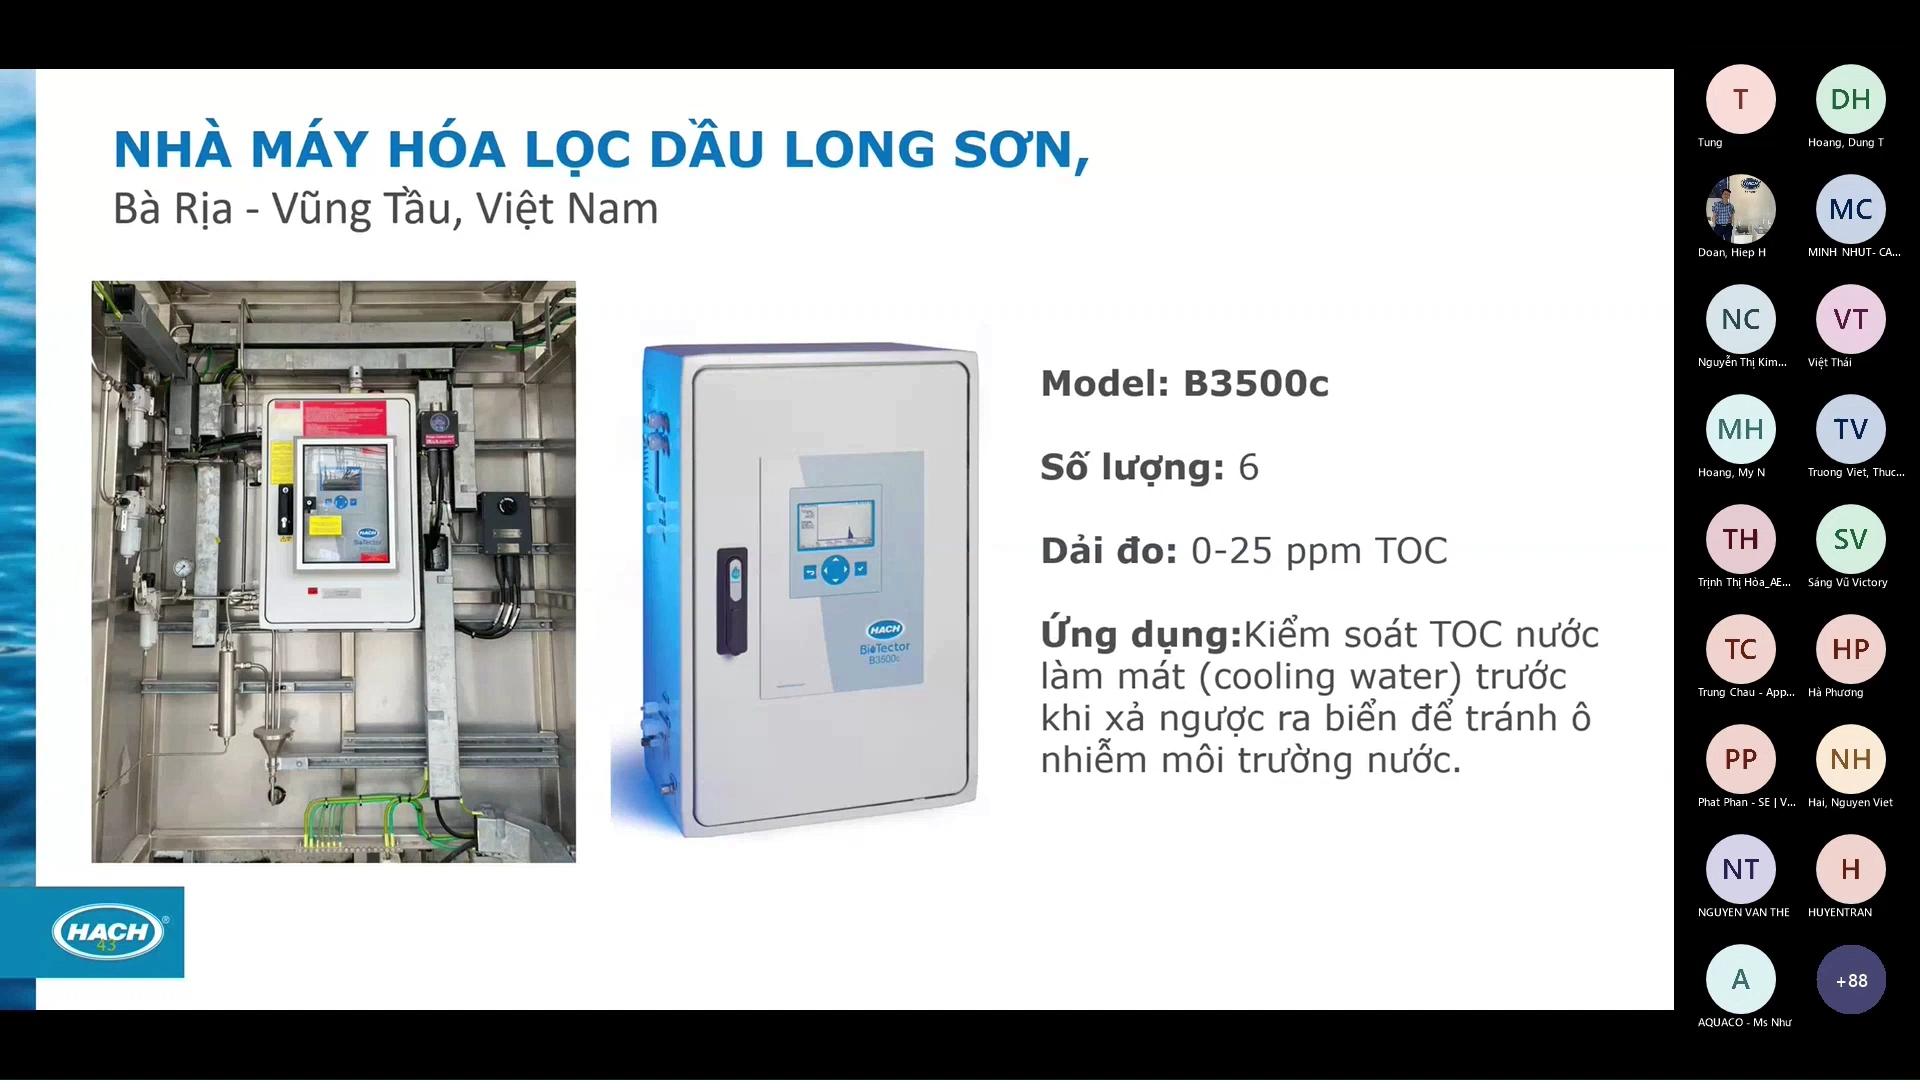 NHÀ MÁY HÓA LỌC DẦU LONG SƠN,
Bà Rịa - Vũng Tầu, Việt Nam
HACH
BioTector
HACH
BioTector
B3500c
Model: B3500c
Số lượng: 6
Dải đo: 0-25 ppm TOC
Ứng dụng:Kiểm soát TOC nước
làm mát (cooling water) trước
khi xả ngược ra biển để tránh ô
nhiễm môi trường nước.
HACH®
43
T
Tung
DH
Hoang, Dung T
HACH
Doan, Hiep H
MC
MINH NHUT- CA...
NC
Nguyễn Thị Kim...
VT
Việt Thái
MH
Hoang, My N
TV
Truong Viet, Thuc...
TH
Trịnh Thị Hòa_AE...
SV
Sáng Vũ Victory
TC
Trung Chau - App...
HP
Hà Phương
PP
Phat Phan - SE | V...
NH
Hai, Nguyen Viet
NT
NGUYEN VAN THE
H
HUYENTRAN
A
AQUACO - Ms Như
+88